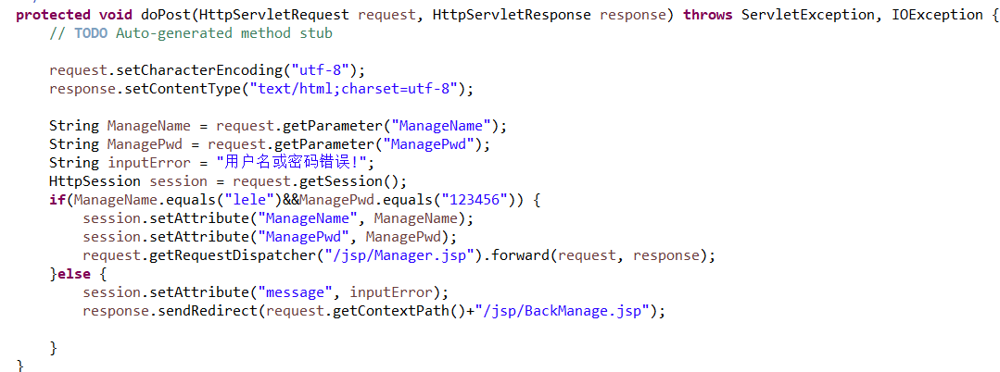 protected void doPost(HttpServletRequest request, HttpServletResponse response) throws ServletException, IOException {
// TODO Auto-generated method stub
request.setCharacterEncoding("utf-8");
response.setContentType("text/html;charset=utf-8");
String ManageName = request.getParameter("ManageName");
String ManagePwd = request.getParameter("ManagePwd");
String inputError = "用户名或密码错误!";
HttpSession session = request.getSession();
if(ManageName.equals("lele")&&ManagePwd.equals("123456")) {
session.setAttribute("ManageName", ManageName);
session.setAttribute("ManagePwd", ManagePwd);
request.getRequestDispatcher("/jsp/Manager.jsp").forward(request, response);
}else {
session.setAttribute("message", inputError);
response.sendRedirect(request.getContextPath()+"/jsp/BackManage.jsp");
}
}